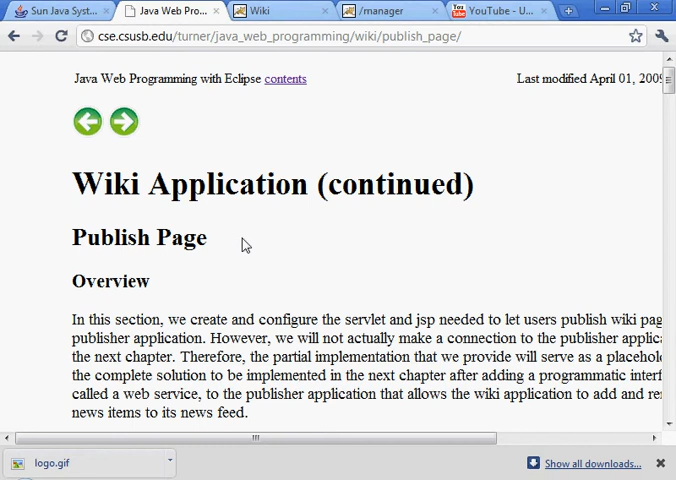 Sun Java Syst
Java Web Pro...
Wiki
/manager
YouTube - U...
cse.csusb.edu/turner/java_web_programming/wiki/publish_page/
Java Web Programming with Eclipse contents
Last modified April 01, 2009
Wiki Application (continued)
Publish Page
Overview
In this section, we create and configure the servlet and jsp needed to let users publish wiki pag
publisher application. However, we will not actually make a connection to the publisher applica
the next chapter. Therefore, the partial implementation that we provide will serve as a placehol
the complete solution to be implemented in the next chapter after adding a programmatic interf
called a web service, to the publisher application that allows the wiki application to add and re
news items to its news feed.
logo.gif
Show all downloads...